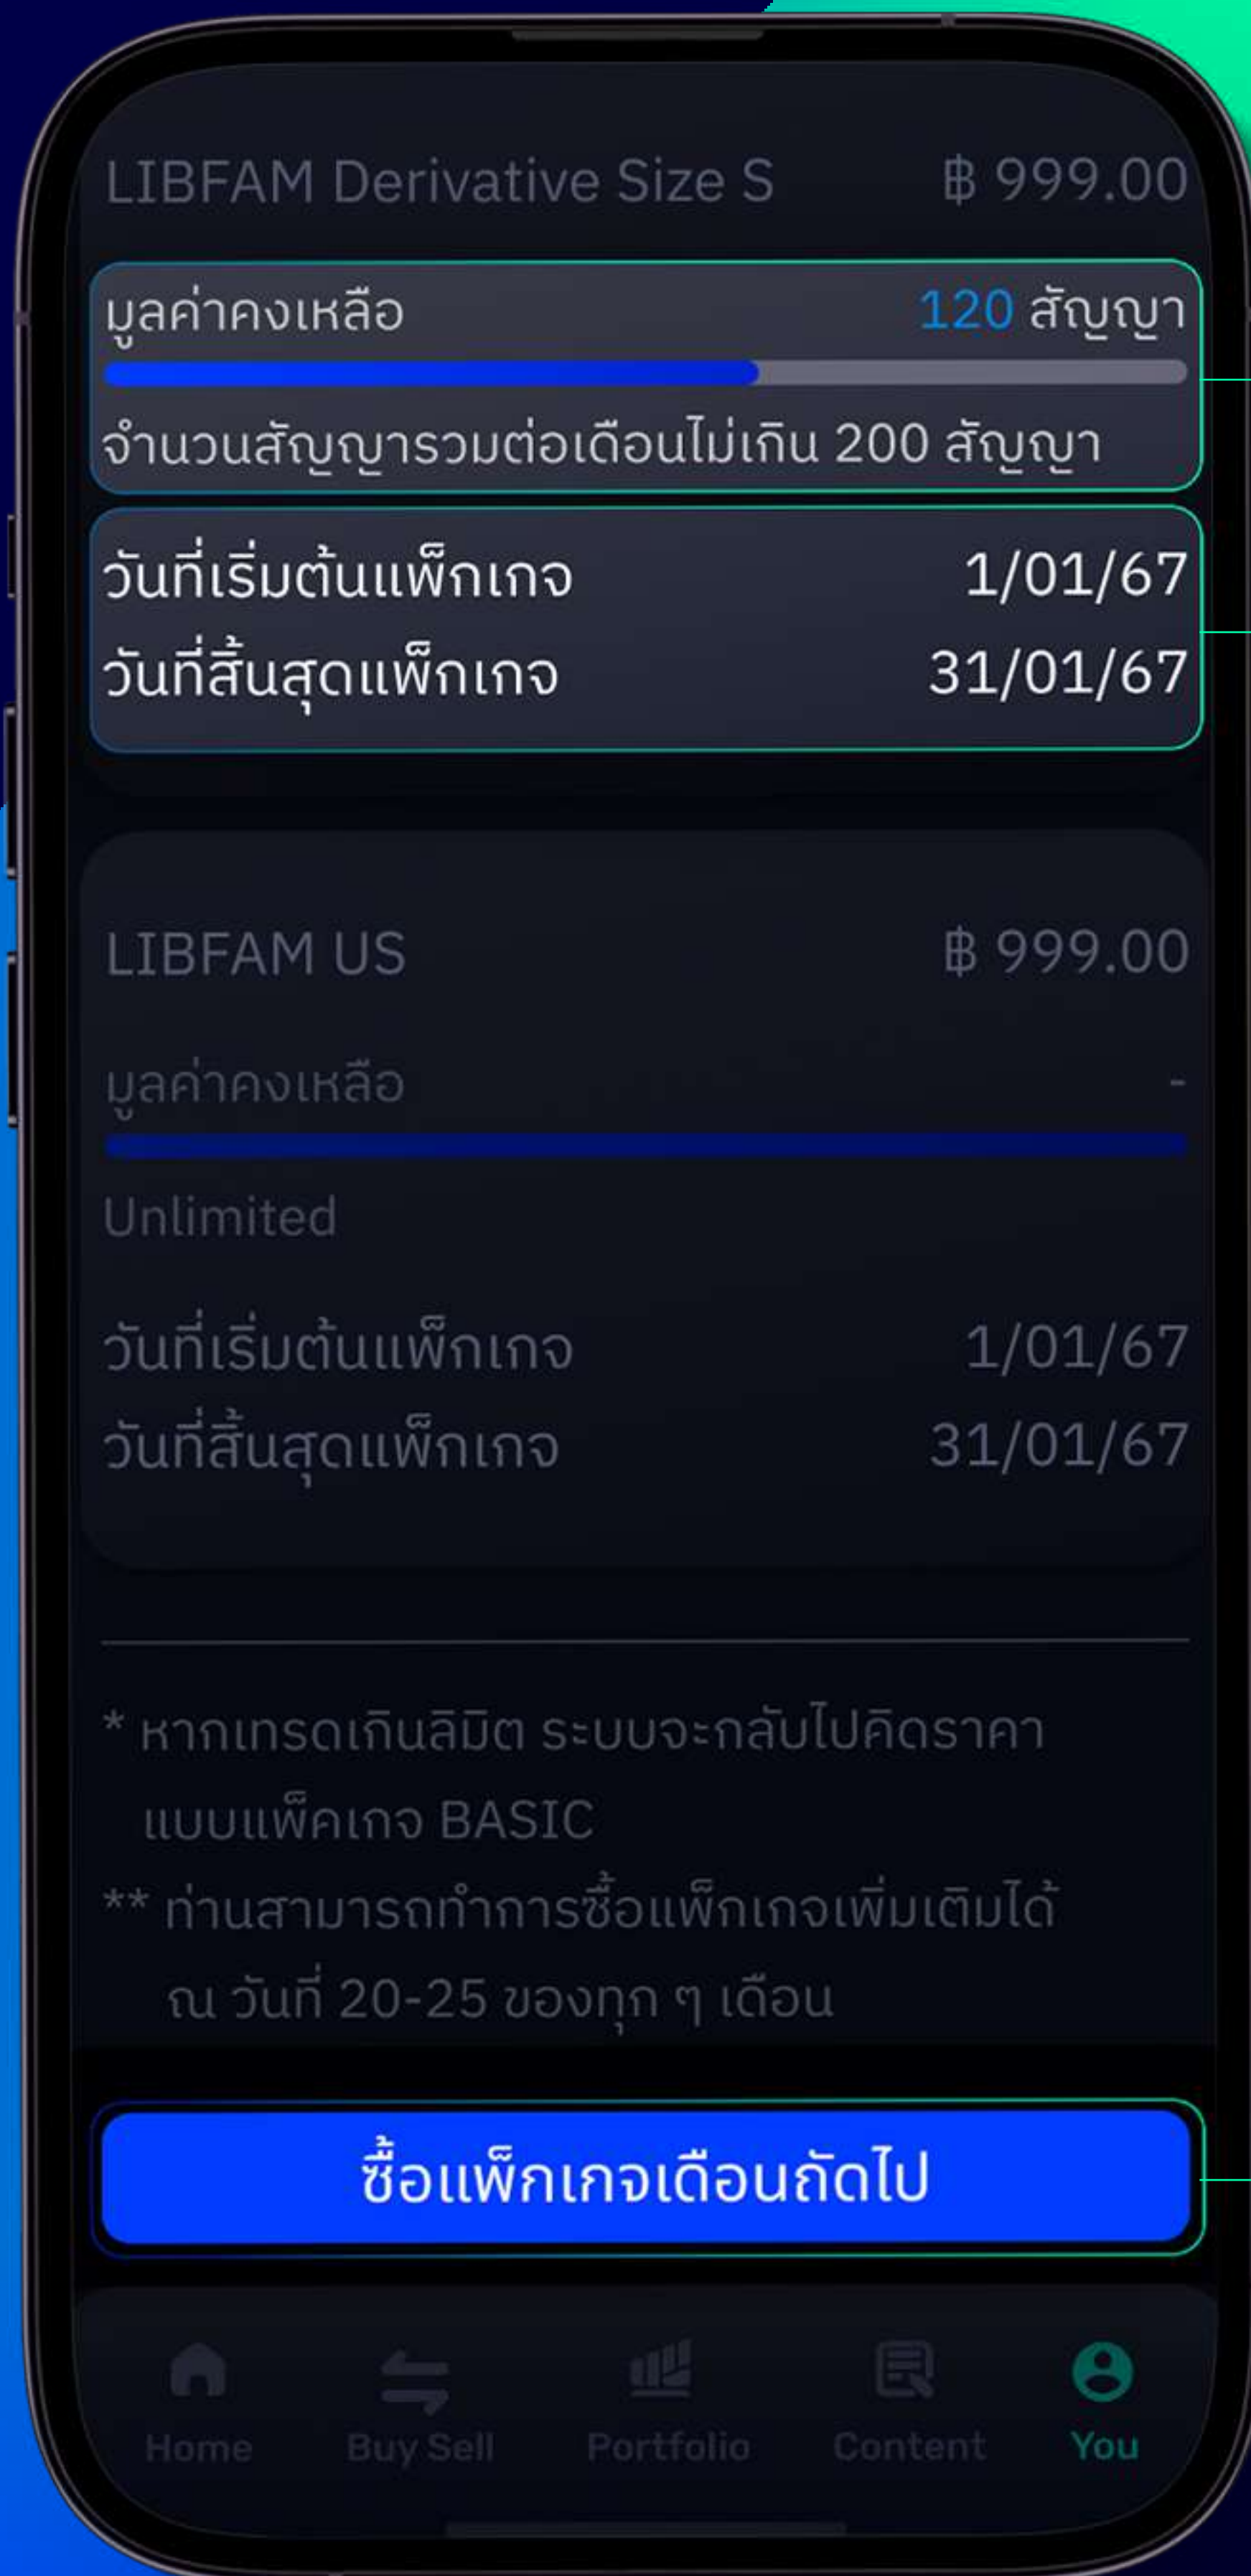 LIBFAM Derivative Size S ฿ 999.00
มูลค่าคงเหลือ 120 สัญญา
จำนวนสัญญารวมต่อเดือนไม่เกิน 200 สัญญา
วันที่เริ่มต้นแพ็กเกจ 1/01/67
วันที่สิ้นสุดแพ็กเกจ 31/01/67
LIBFAM US ฿ 999.00
มูลค่าคงเหลือ -
Unlimited
วันที่เริ่มต้นแพ็กเกจ 1/01/67
วันที่สิ้นสุดแพ็กเกจ 31/01/67
* หากเทรดเกินลิมิต ระบบจะกลับไปคิดราคา
แบบแพ็คเกจ BASIC
** ท่านสามารถทำการซื้อแพ็กเกจเพิ่มเติมได้
ณ วันที่ 20-25 ของทุก ๆ เดือน
ซื้อแพ็กเกจเดือนถัดไป
Home Buy Sell Portfolio Content You